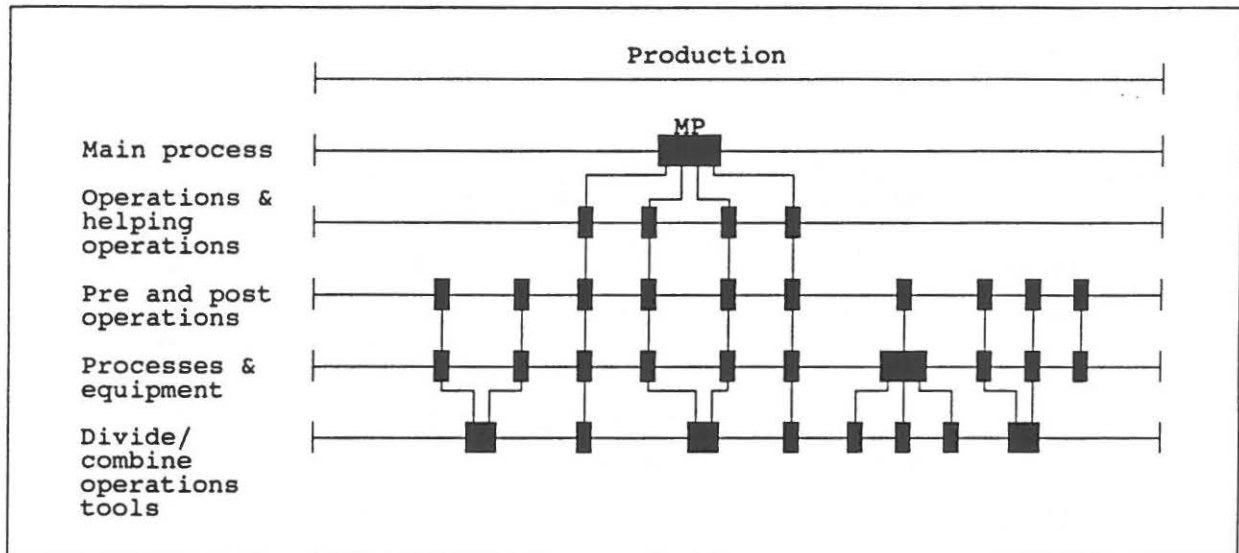 Production
MP
Main process
Operations &
helping
operations
Pre and post
operations
Processes &
equipment
Divide/
combine
operations
tools